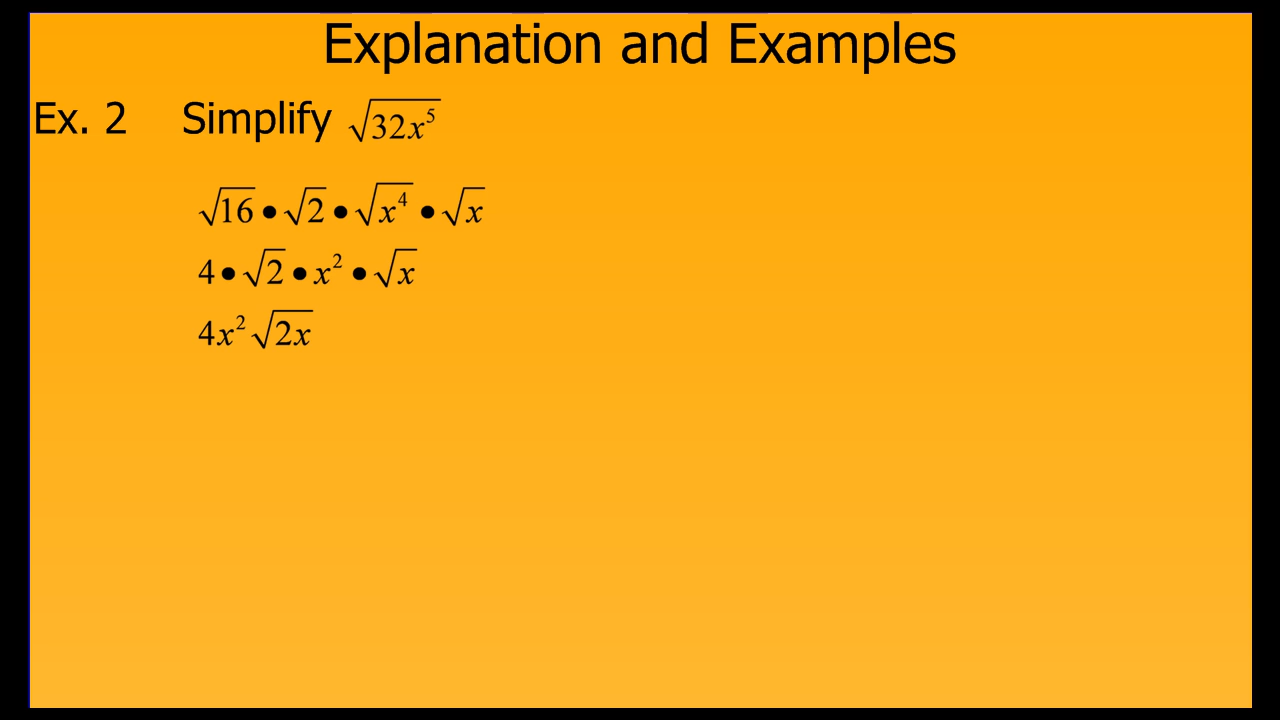 Explanation and Examples
Ex. 2 Simplify √32x⁵
√16 • √2 • √x⁴ • √x
4 • √2 • x² • √x
4x²√2x